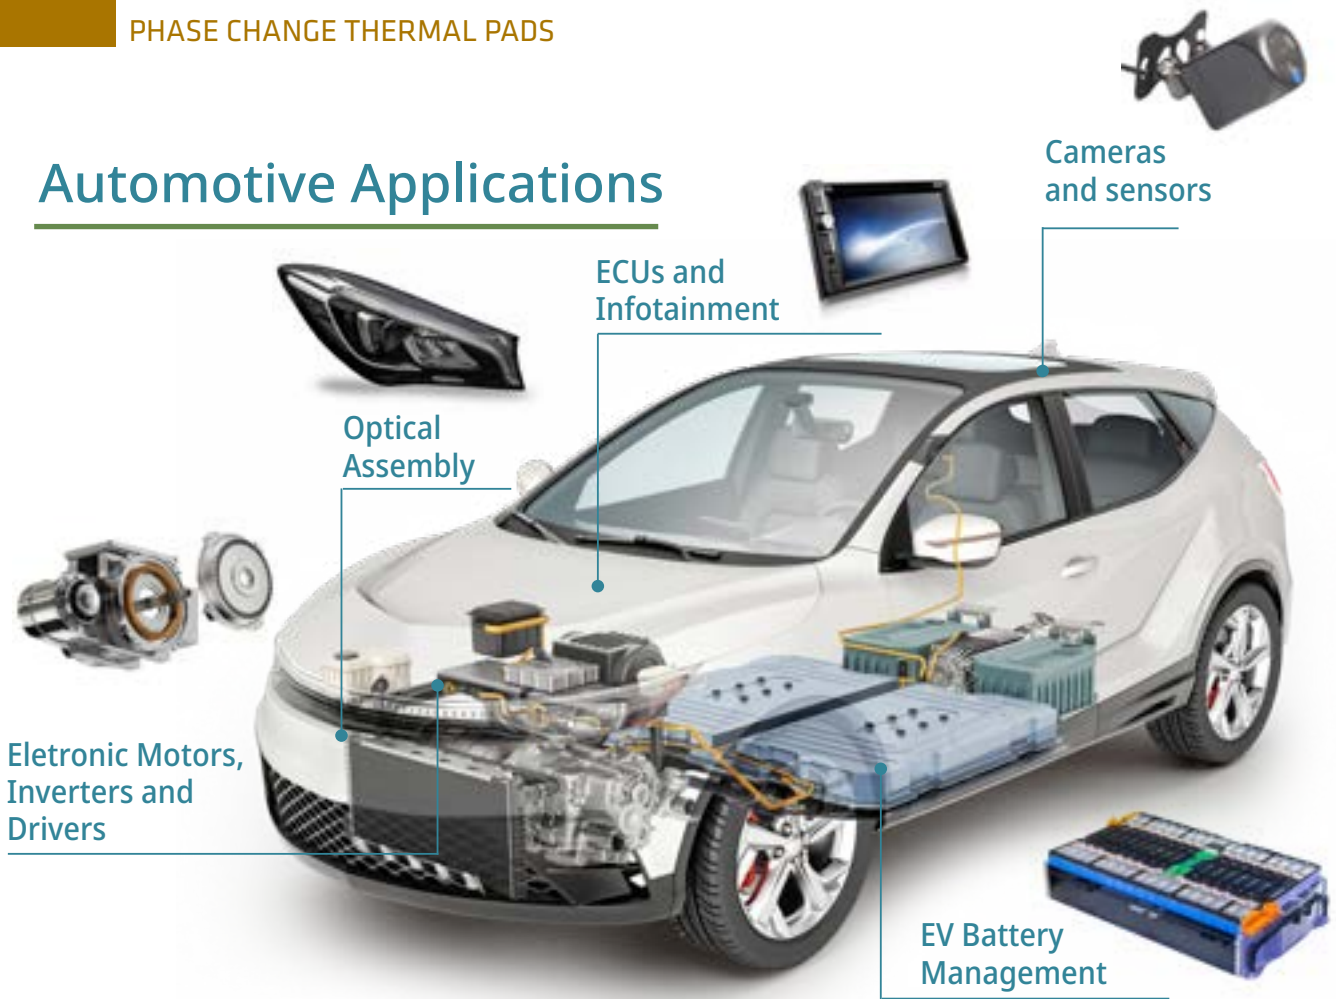 PHASE CHANGE THERMAL PADS
Automotive Applications
Cameras
and sensors
ECUs and
Infotainment
Optical
Assembly
Eletronic Motors,
Inverters and
Drivers
EV Battery
Management